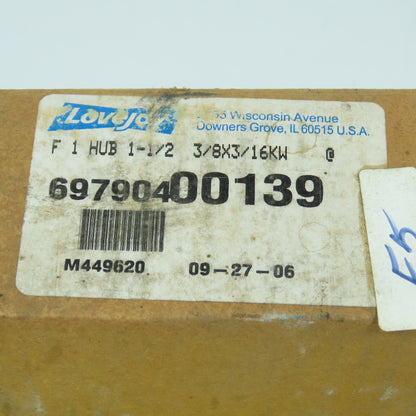 Lovejoy
Wisconsin Avenue
Downers Grove, IL 60515 U.S.A.
F 1 HUB 1-1/2 3/8X3/16KW @
69790400139
M449620 09-27-06